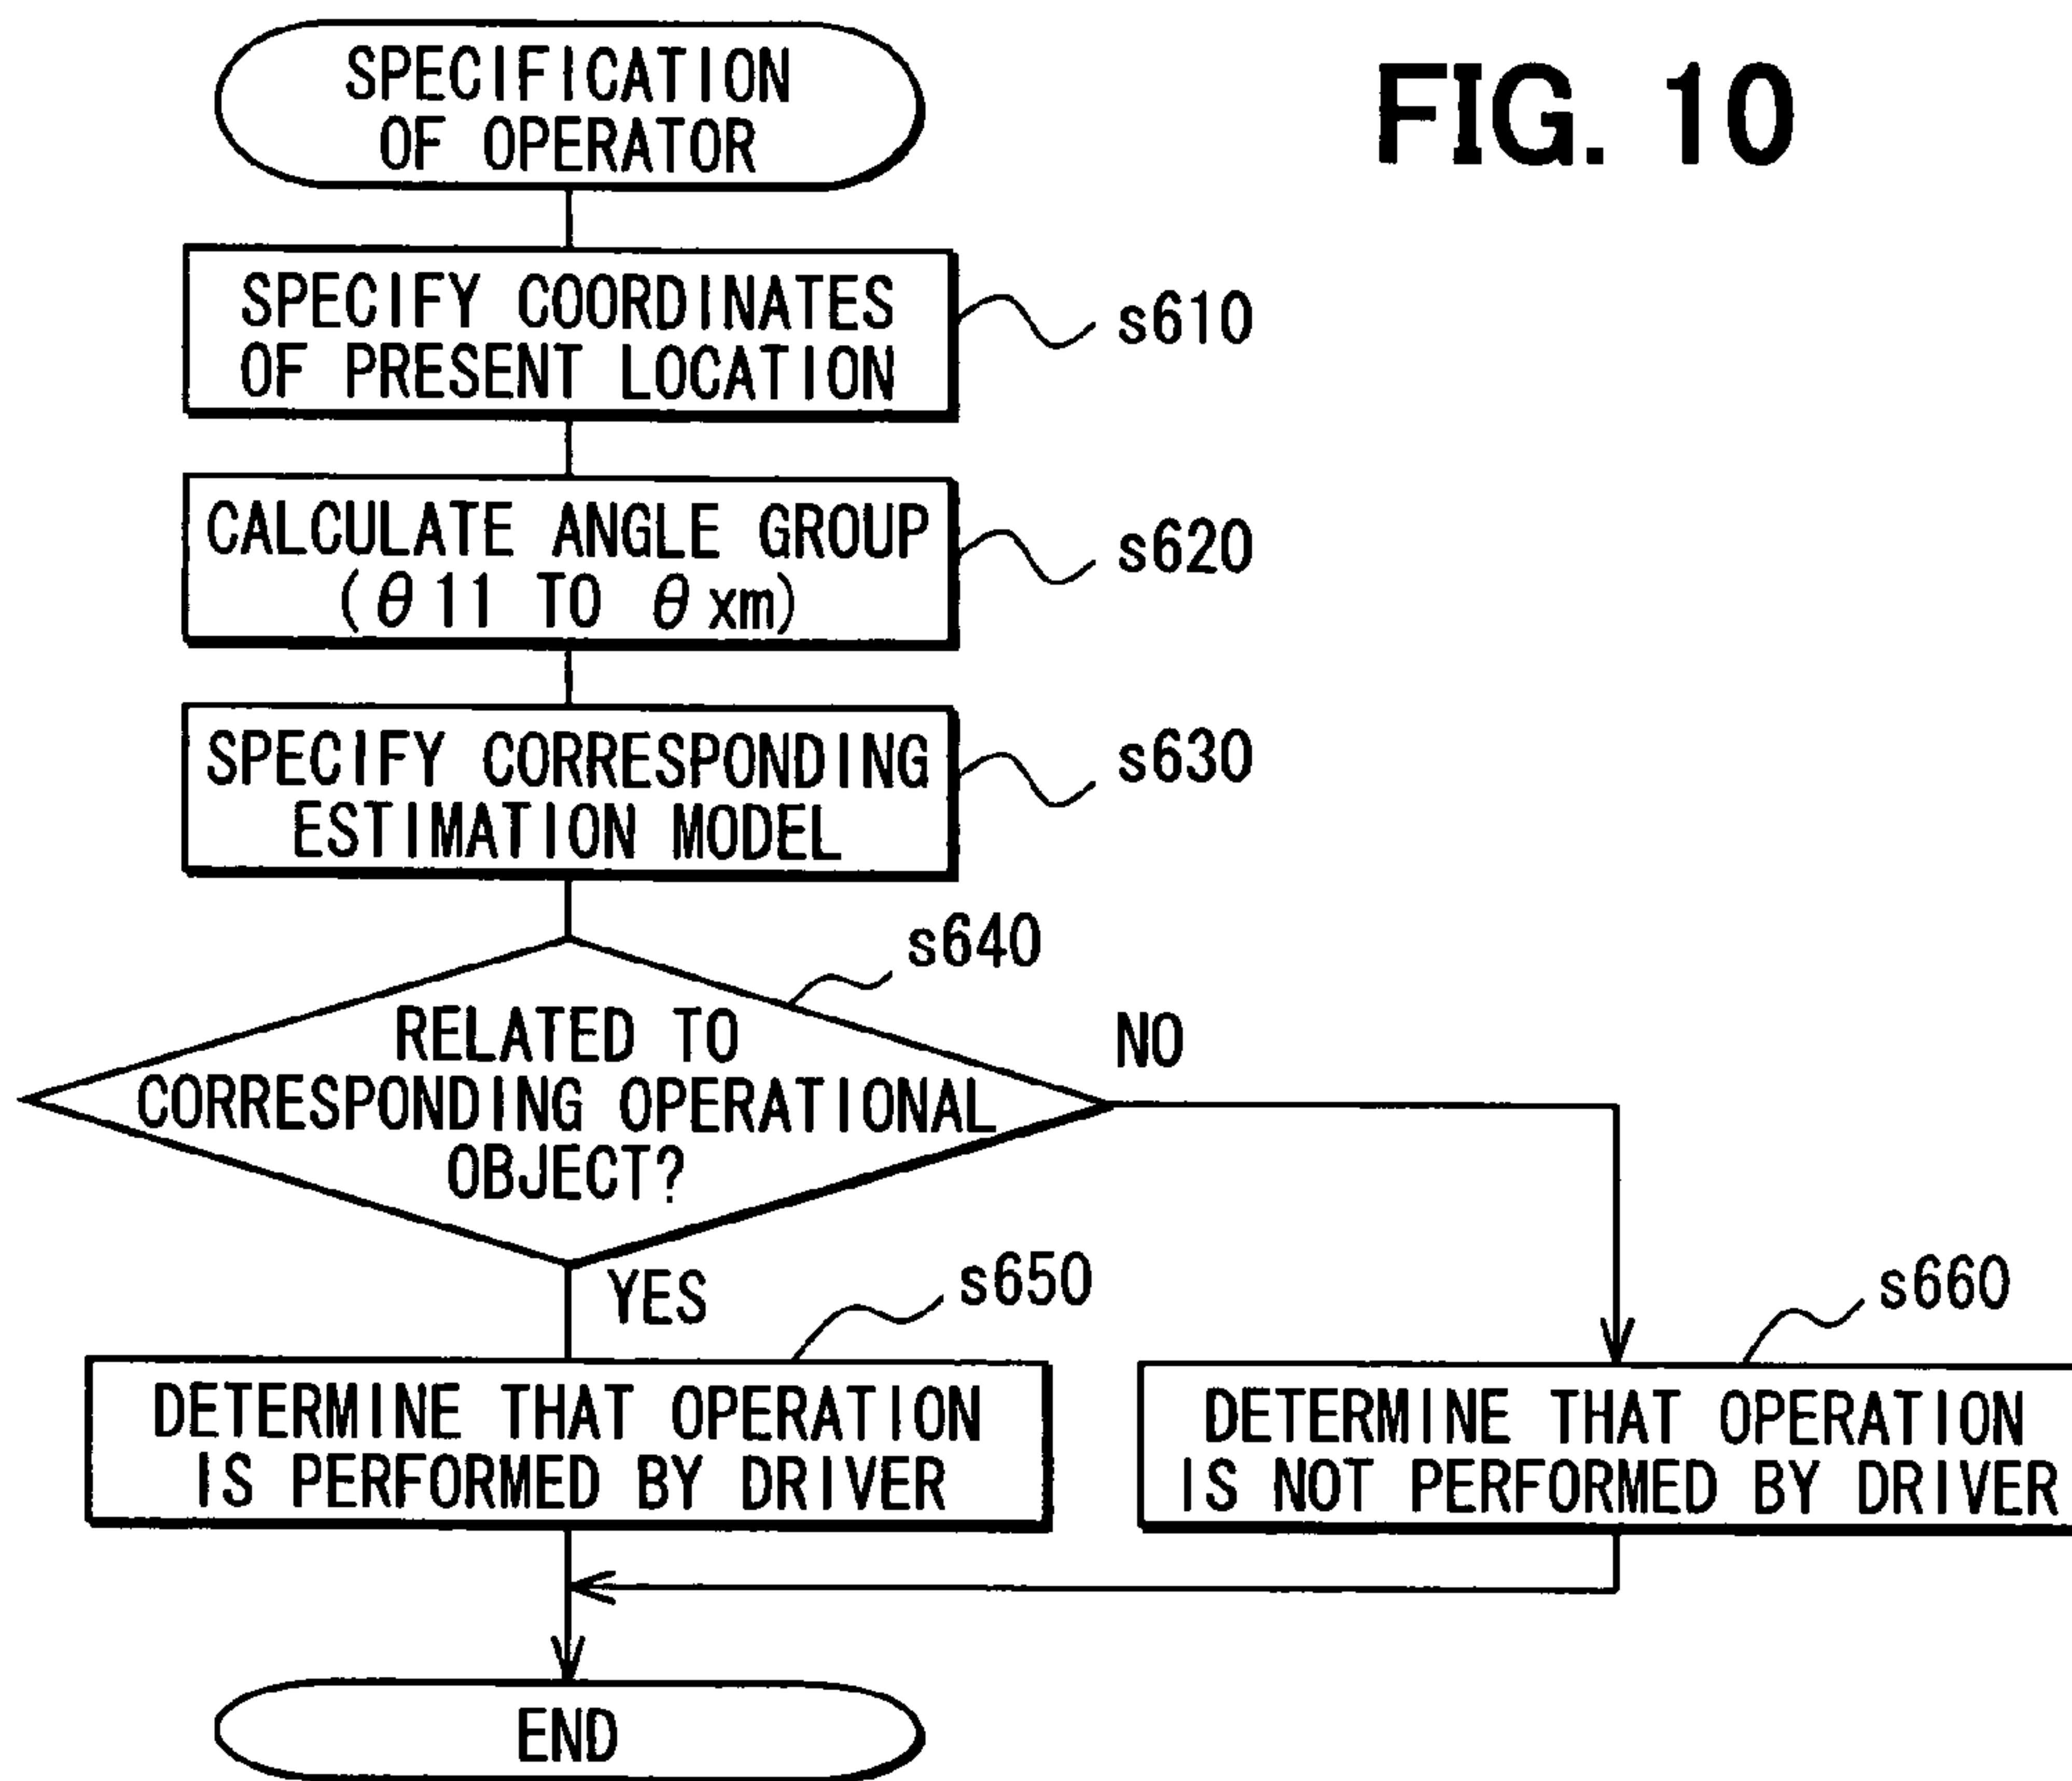 FIG. 10
SPECIFICATION
OF OPERATOR
SPECIFY COORDINATES
OF PRESENT LOCATION
s610
CALCULATE ANGLE GROUP
(θ11 TO θxm)
s620
SPECIFY CORRESPONDING
ESTIMATION MODEL
s630
s640
RELATED TO
CORRESPONDING OPERATIONAL
OBJECT?
NO
YES
s650
DETERMINE THAT OPERATION
IS PERFORMED BY DRIVER
s660
DETERMINE THAT OPERATION
IS NOT PERFORMED BY DRIVER
END